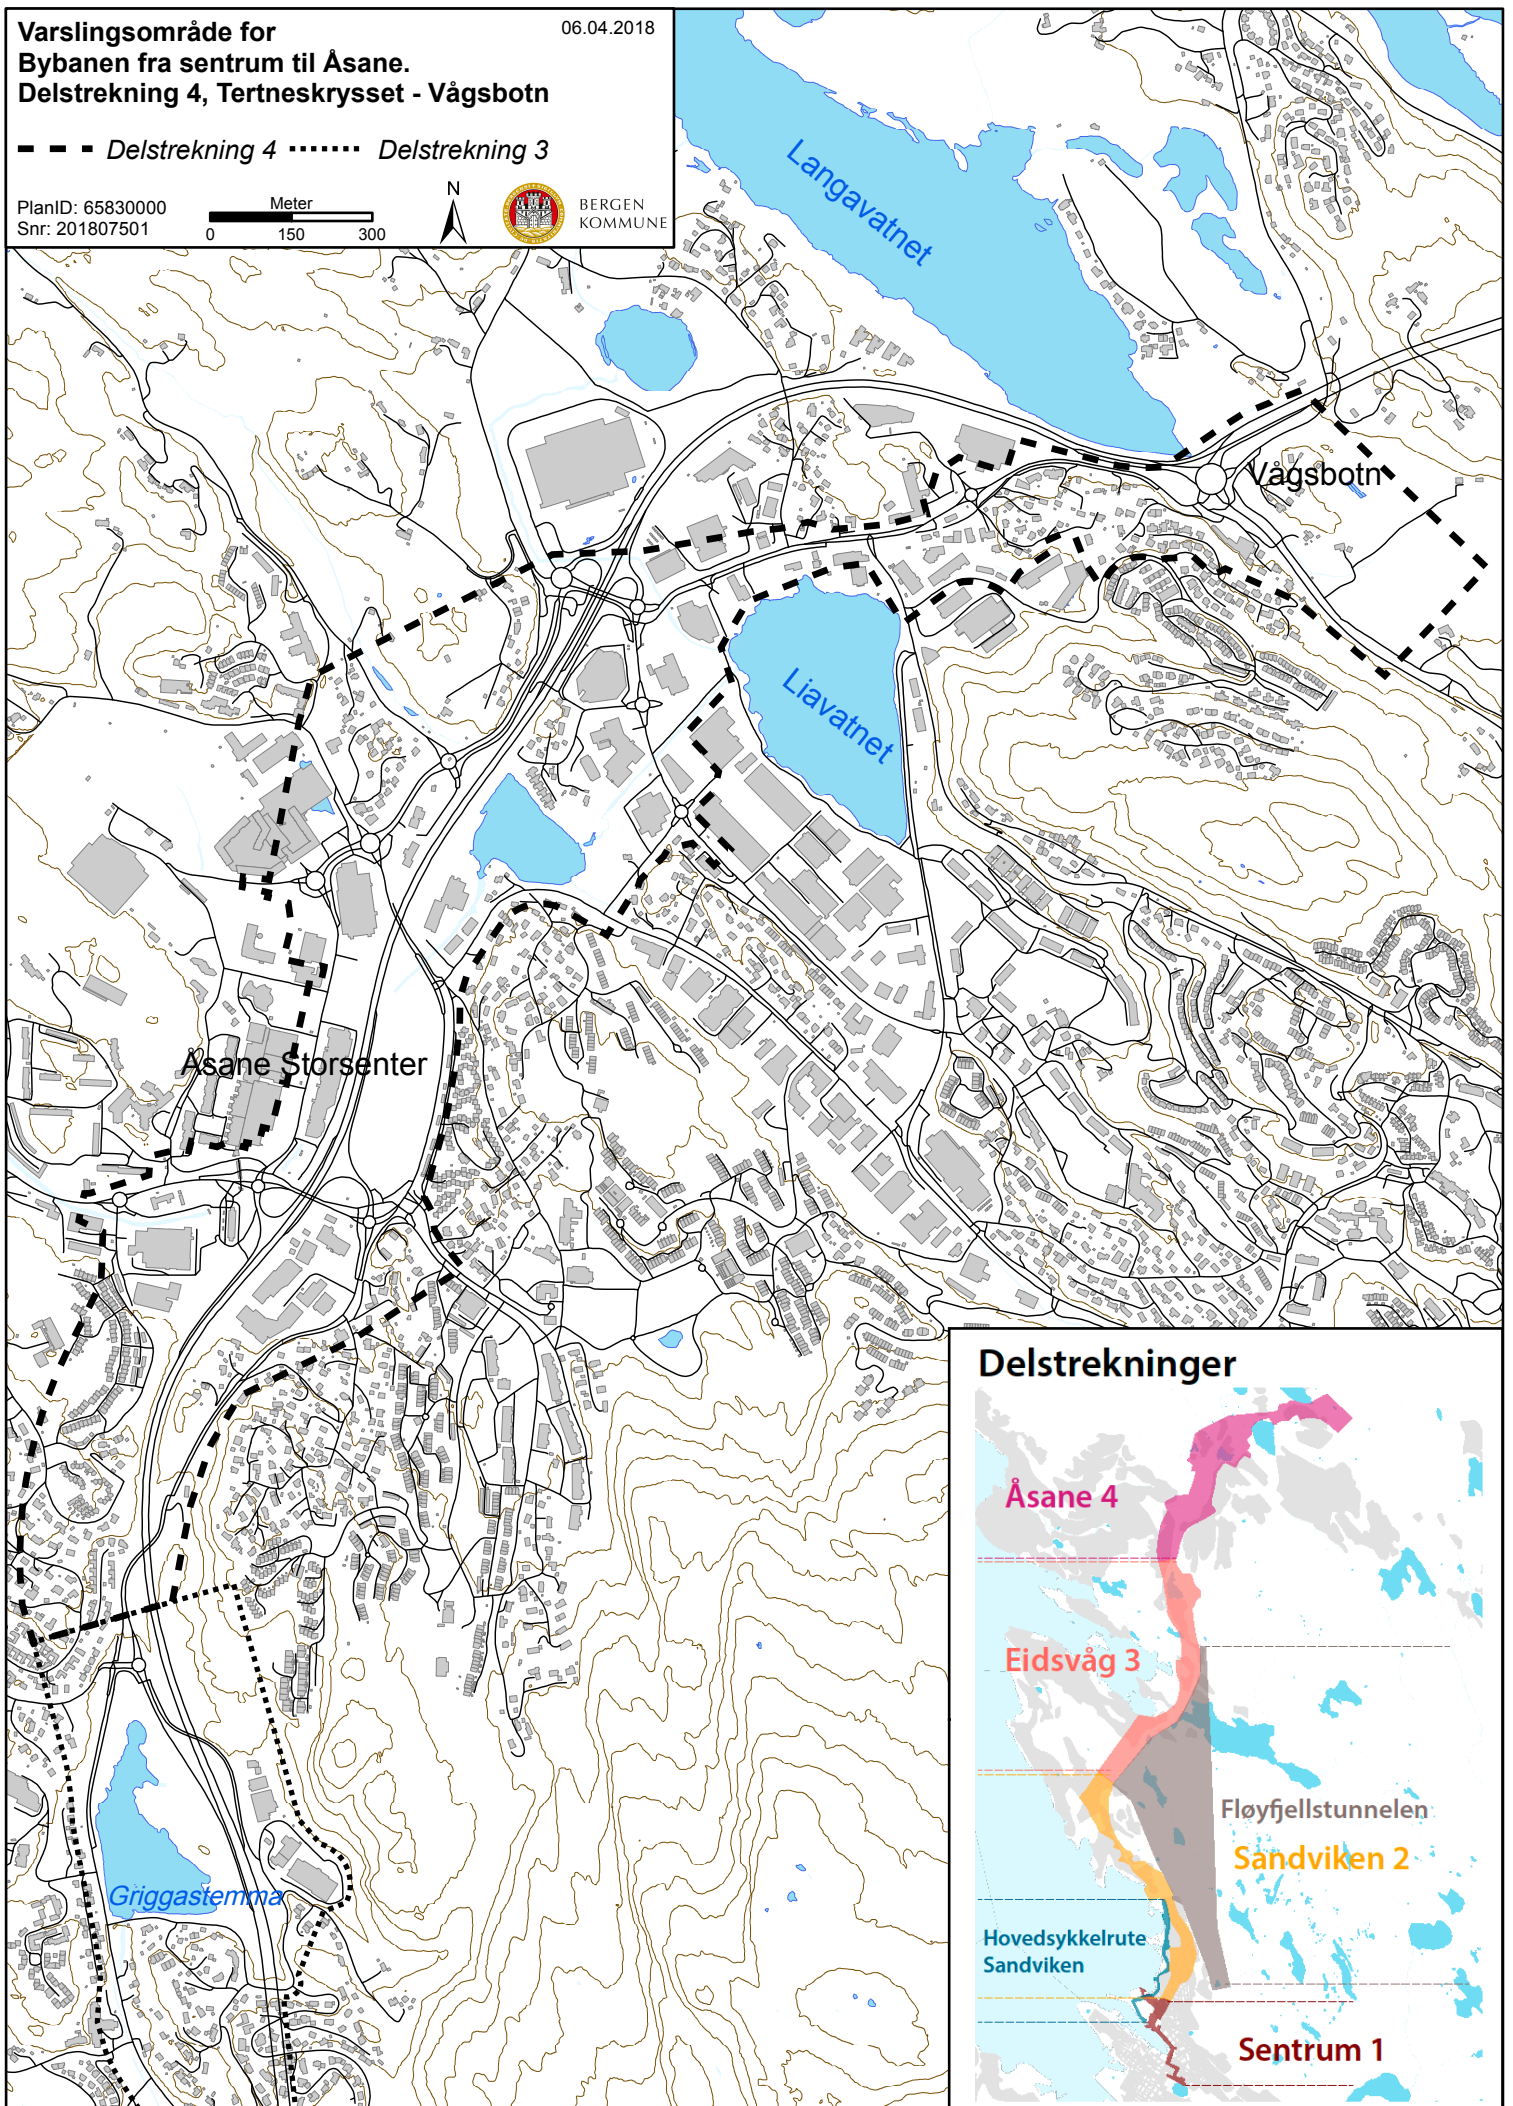 Varslingsområde for
Bybanen fra sentrum til Åsane.
Delstrekning 4, Tertneskrysset - Vågsbotn
06.04.2018
Delstrekning 4
Delstrekning 3
PlanID: 65830000
Snr: 201807501
Meter
0 150 300
N
BERGEN
KOMMUNE
Langavatnet
Vågsbotn
Liavatnet
Åsane Storsenter
Griggastemma
Delstrekninger
Åsane 4
Eidsvåg 3
Fløyfjellstunnelen
Sandviken 2
Hovedsykkelrute
Sandviken
Sentrum 1